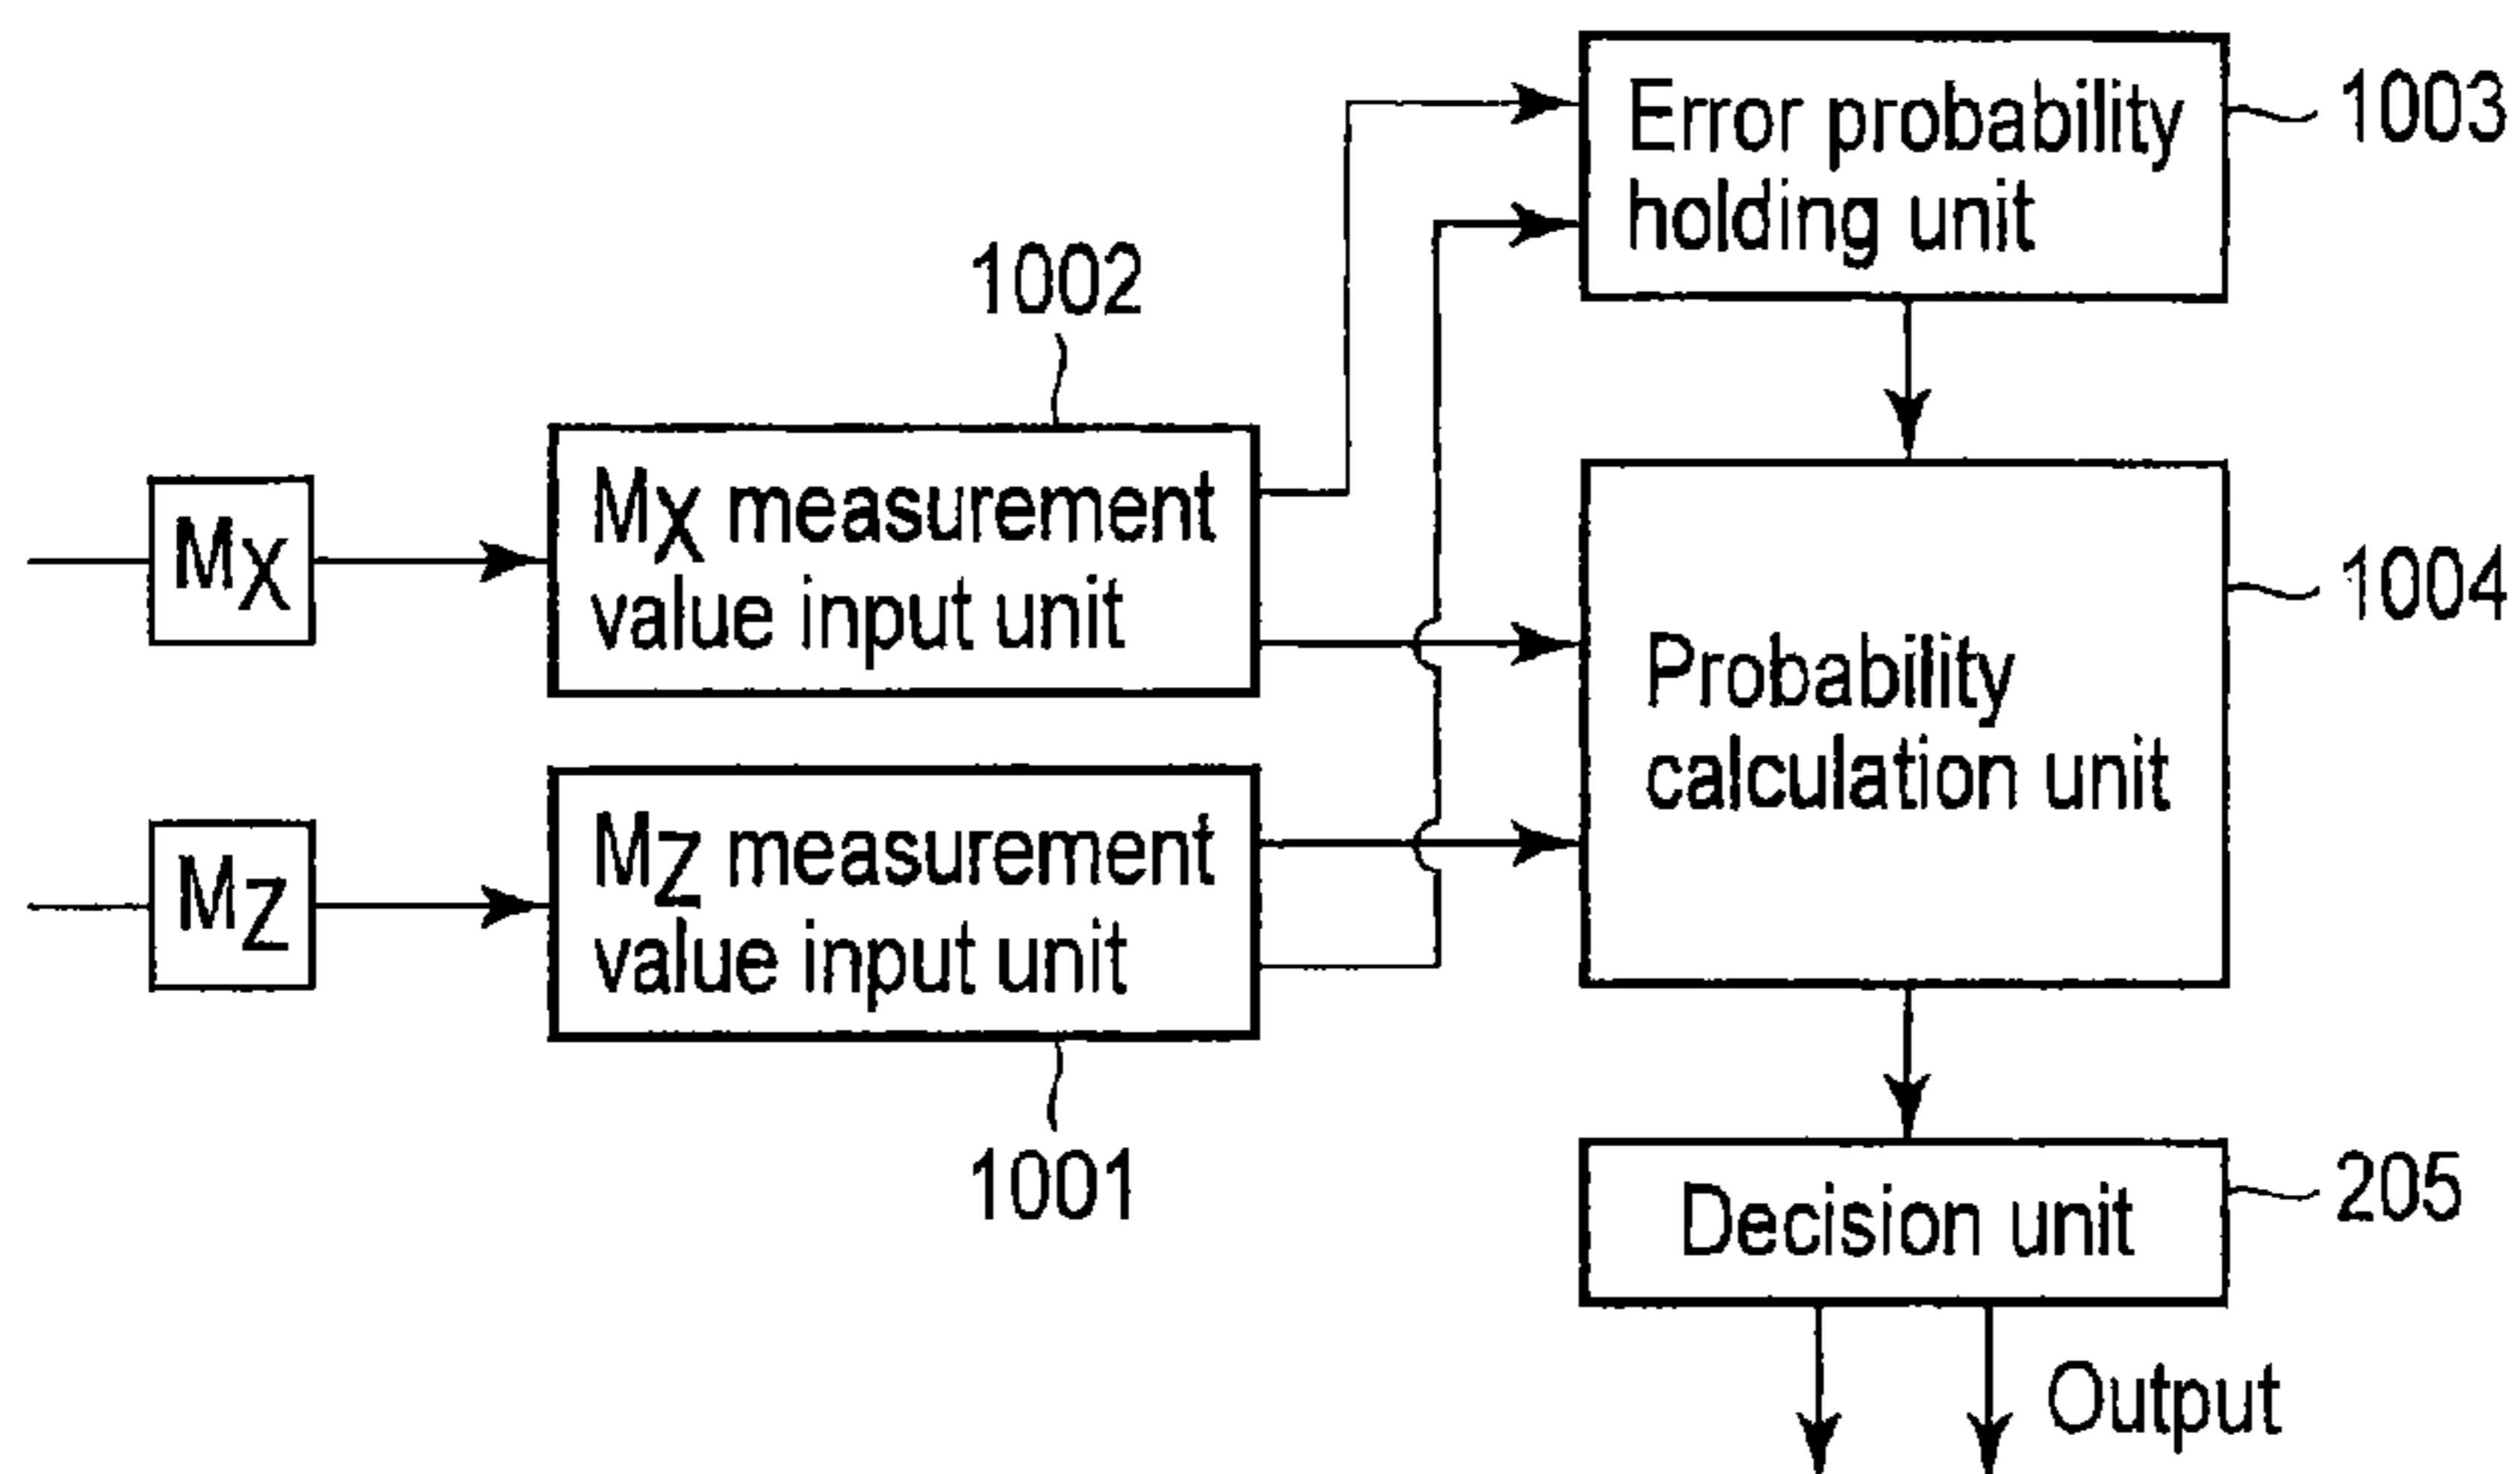 Error probability
holding unit
1003
1002
MX
MX measurement
value input unit
1004
Probability
calculation unit
MZ
MZ measurement
value input unit
1001
Decision unit
205
Output